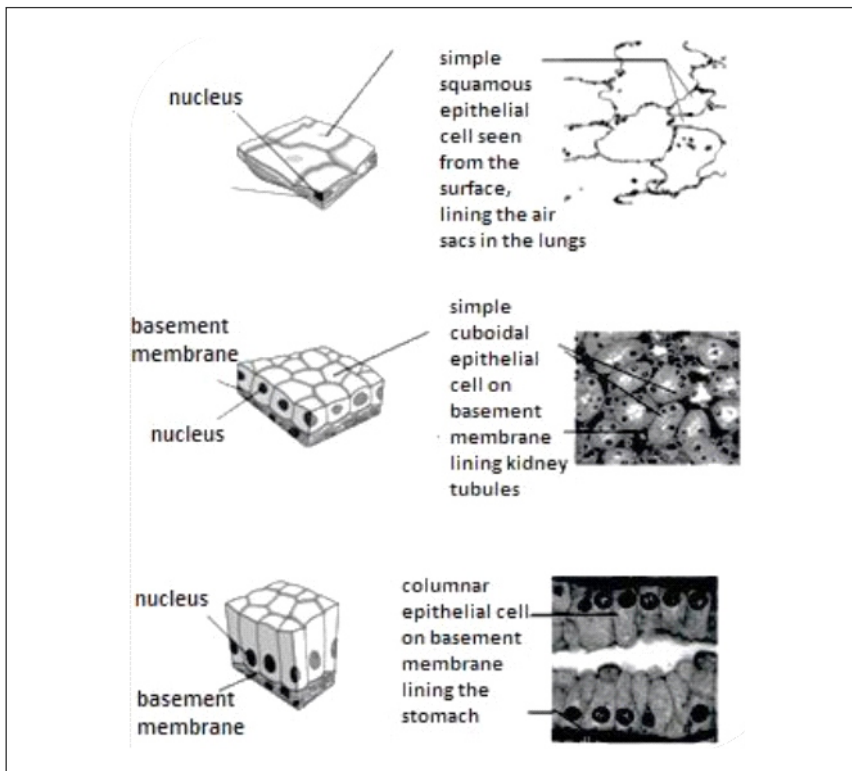 nucleus
simple
squamous
epithelial
cell seen
from the
surface,
lining the air
sacs in the lungs
basement
membrane
nucleus
simple
cuboidal
epithelial
cell on
basement
membrane
lining kidney
tubules
nucleus
basement
membrane
columnar
epithelial cell
on basement
membrane
lining the
stomach